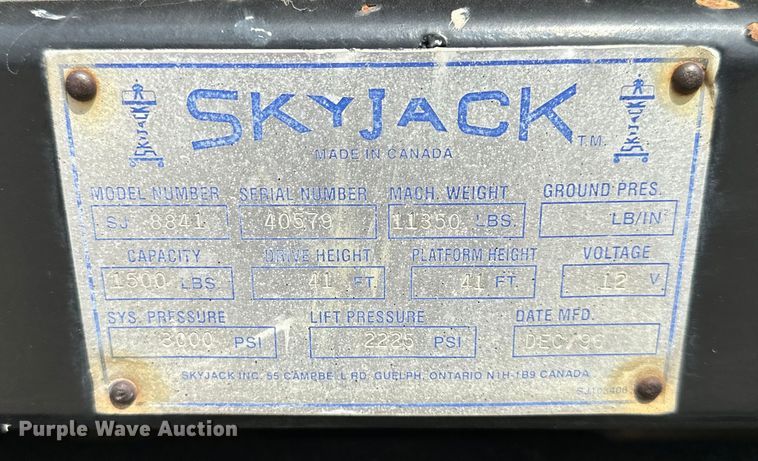 SKYJACK T.M.
SKYJACK
SKYJACK
MADE IN CANADA
MODEL NUMBER SERIAL NUMBER MACH. WEIGHT GROUND PRES.
SJ 8841 40579 11350 LBS. LB/IN
CAPACITY DRIVE HEIGHT PLATFORM HEIGHT VOLTAGE
1500 LBS 41 FT. 41 FT. 12 V
SYS. PRESSURE LIFT PRESSURE DATE MFD.
3000 PSI 2225 PSI DEC/96
SKYJACK INC. 55 CAMPBELL RD. GUELPH, ONTARIO N1H-1B9 CANADA
Purple Wave Auction